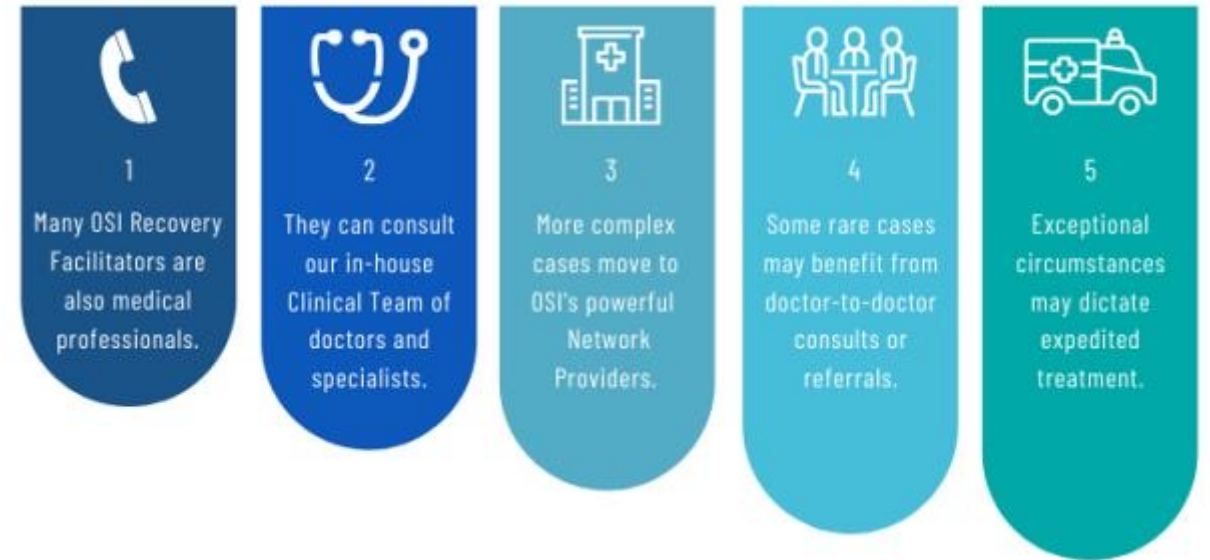 1
Many OSI Recovery
Facilitators are
also medical
professionals.
2
They can consult
our in-house
Clinical Team of
doctors and
specialists.
3
More complex
cases move to
OSI's powerful
Network
Providers.
4
Some rare cases
may benefit from
doctor-to-doctor
consults or
referrals.
5
Exceptional
circumstances
may dictate
expedited
treatment.